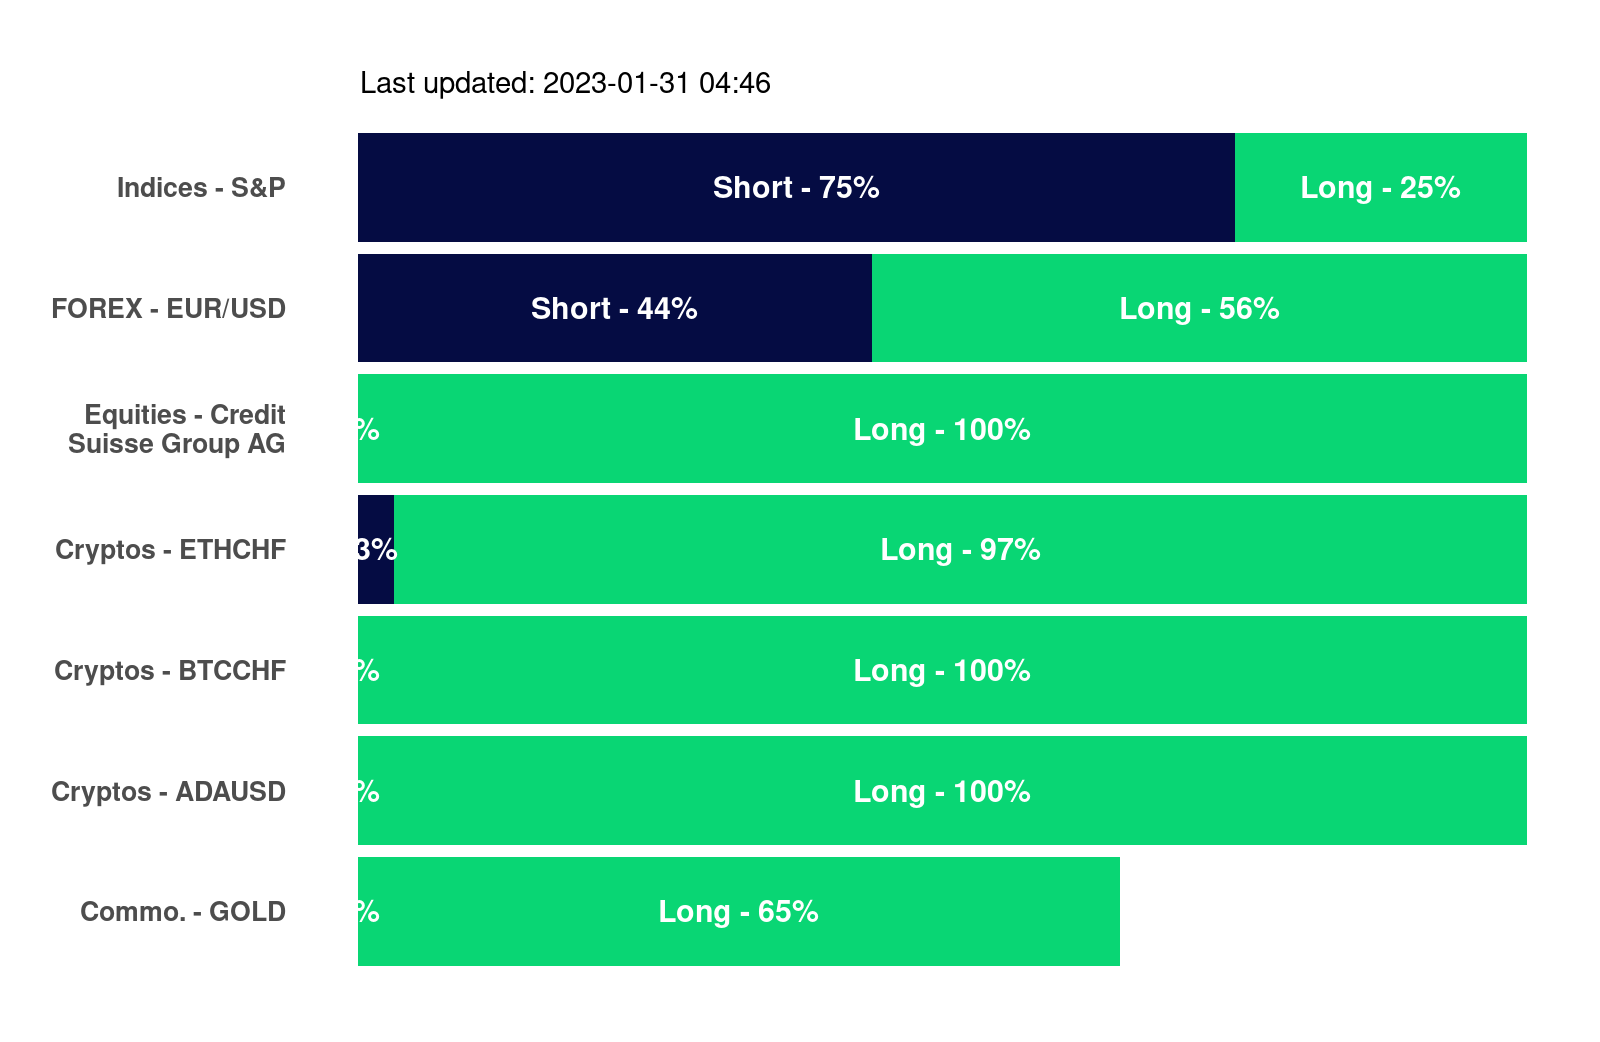 Last updated: 2023-01-31 04:46
Indices - S&P
Short - 75%
Long - 25%
FOREX - EUR/USD
Short - 44%
Long - 56%
Equities - Credit
Suisse Group AG
%
Long - 100%
Cryptos - ETHCHF
3%
Long - 97%
Cryptos - BTCCHF
%
Long - 100%
Cryptos - ADAUSD
%
Long - 100%
Commo. - GOLD
%
Long - 65%